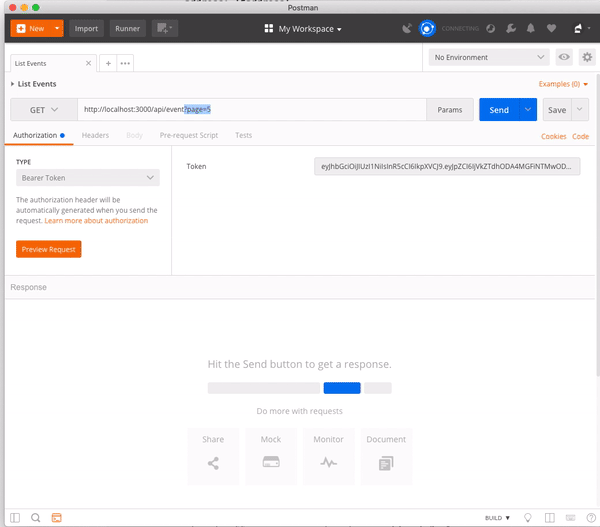 Postman
New
Import
Runner
My Workspace
CONNECTING
List Events
No Environment
List Events
Examples (0)
GET
http://localhost:3000/api/event?page=5
Params
Send
Save
Authorization
Headers
Body
Pre-request Script
Tests
Cookies
Code
TYPE
Bearer Token
The authorization header will be
automatically generated when you send the
request. Learn more about authorization
Preview Request
Token
Response
Hit the Send button to get a response.
Do more with requests
Share
Mock
Monitor
Document
BUILD